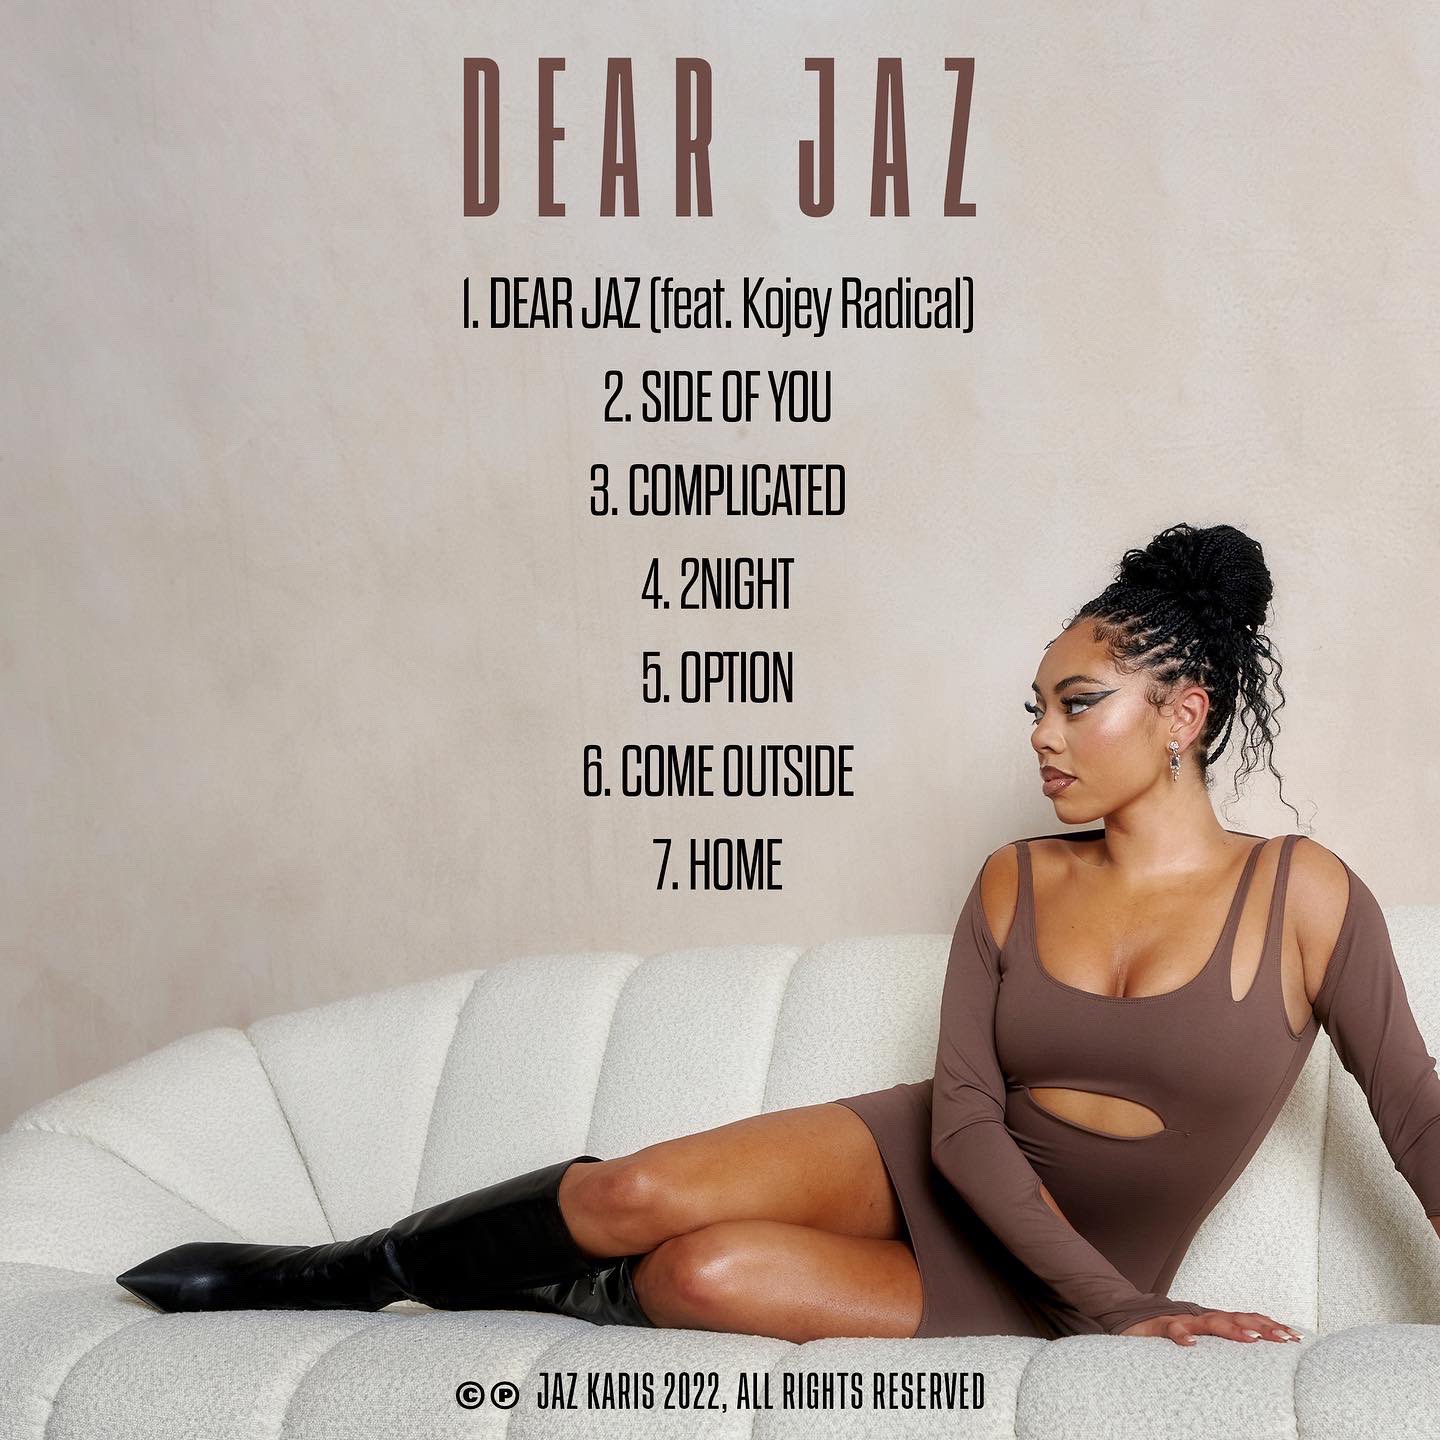 DEAR JAZ
1. DEAR JAZ (feat. Kojey Radical)
2. SIDE OF YOU
3. COMPLICATED
4. 2NIGHT
5. OPTION
6. COME OUTSIDE
7. HOME
©℗ JAZ KARIS 2022, ALL RIGHTS RESERVED